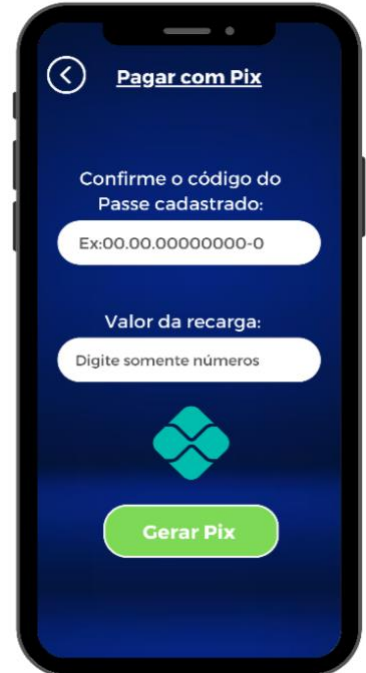 Pagar com Pix
Confirme o código do
Passe cadastrado:
Ex:00.00.00000000-0
Valor da recarga:
Digite somente números
Gerar Pix